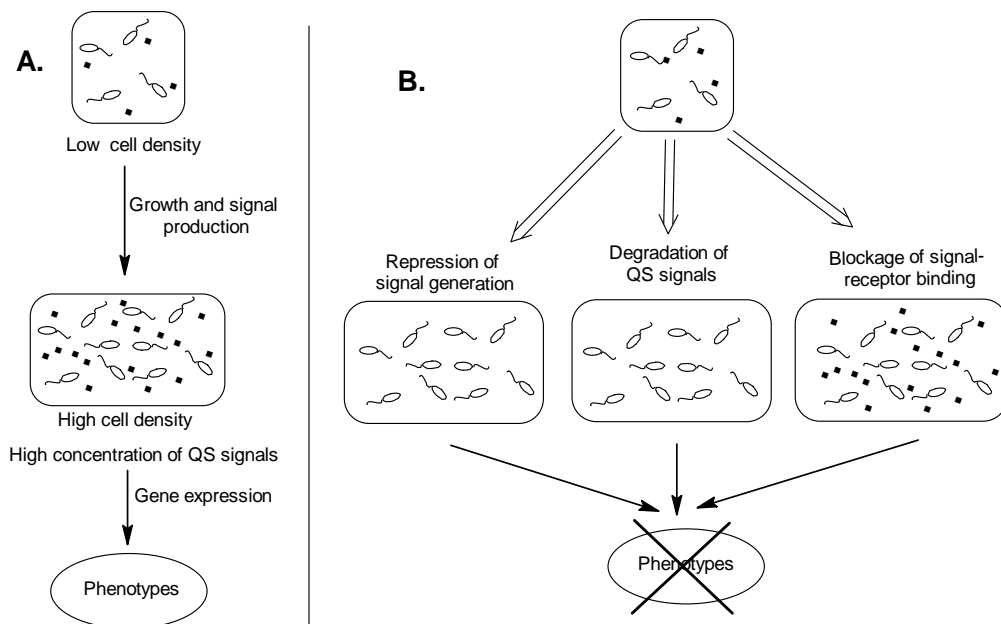 A.
Low cell density
Growth and signal
production
High cell density
High concentration of QS signals
Gene expression
Phenotypes
B.
Repression of
signal generation
Degradation of
QS signals
Blockage of signal-
receptor binding
Phenotypes